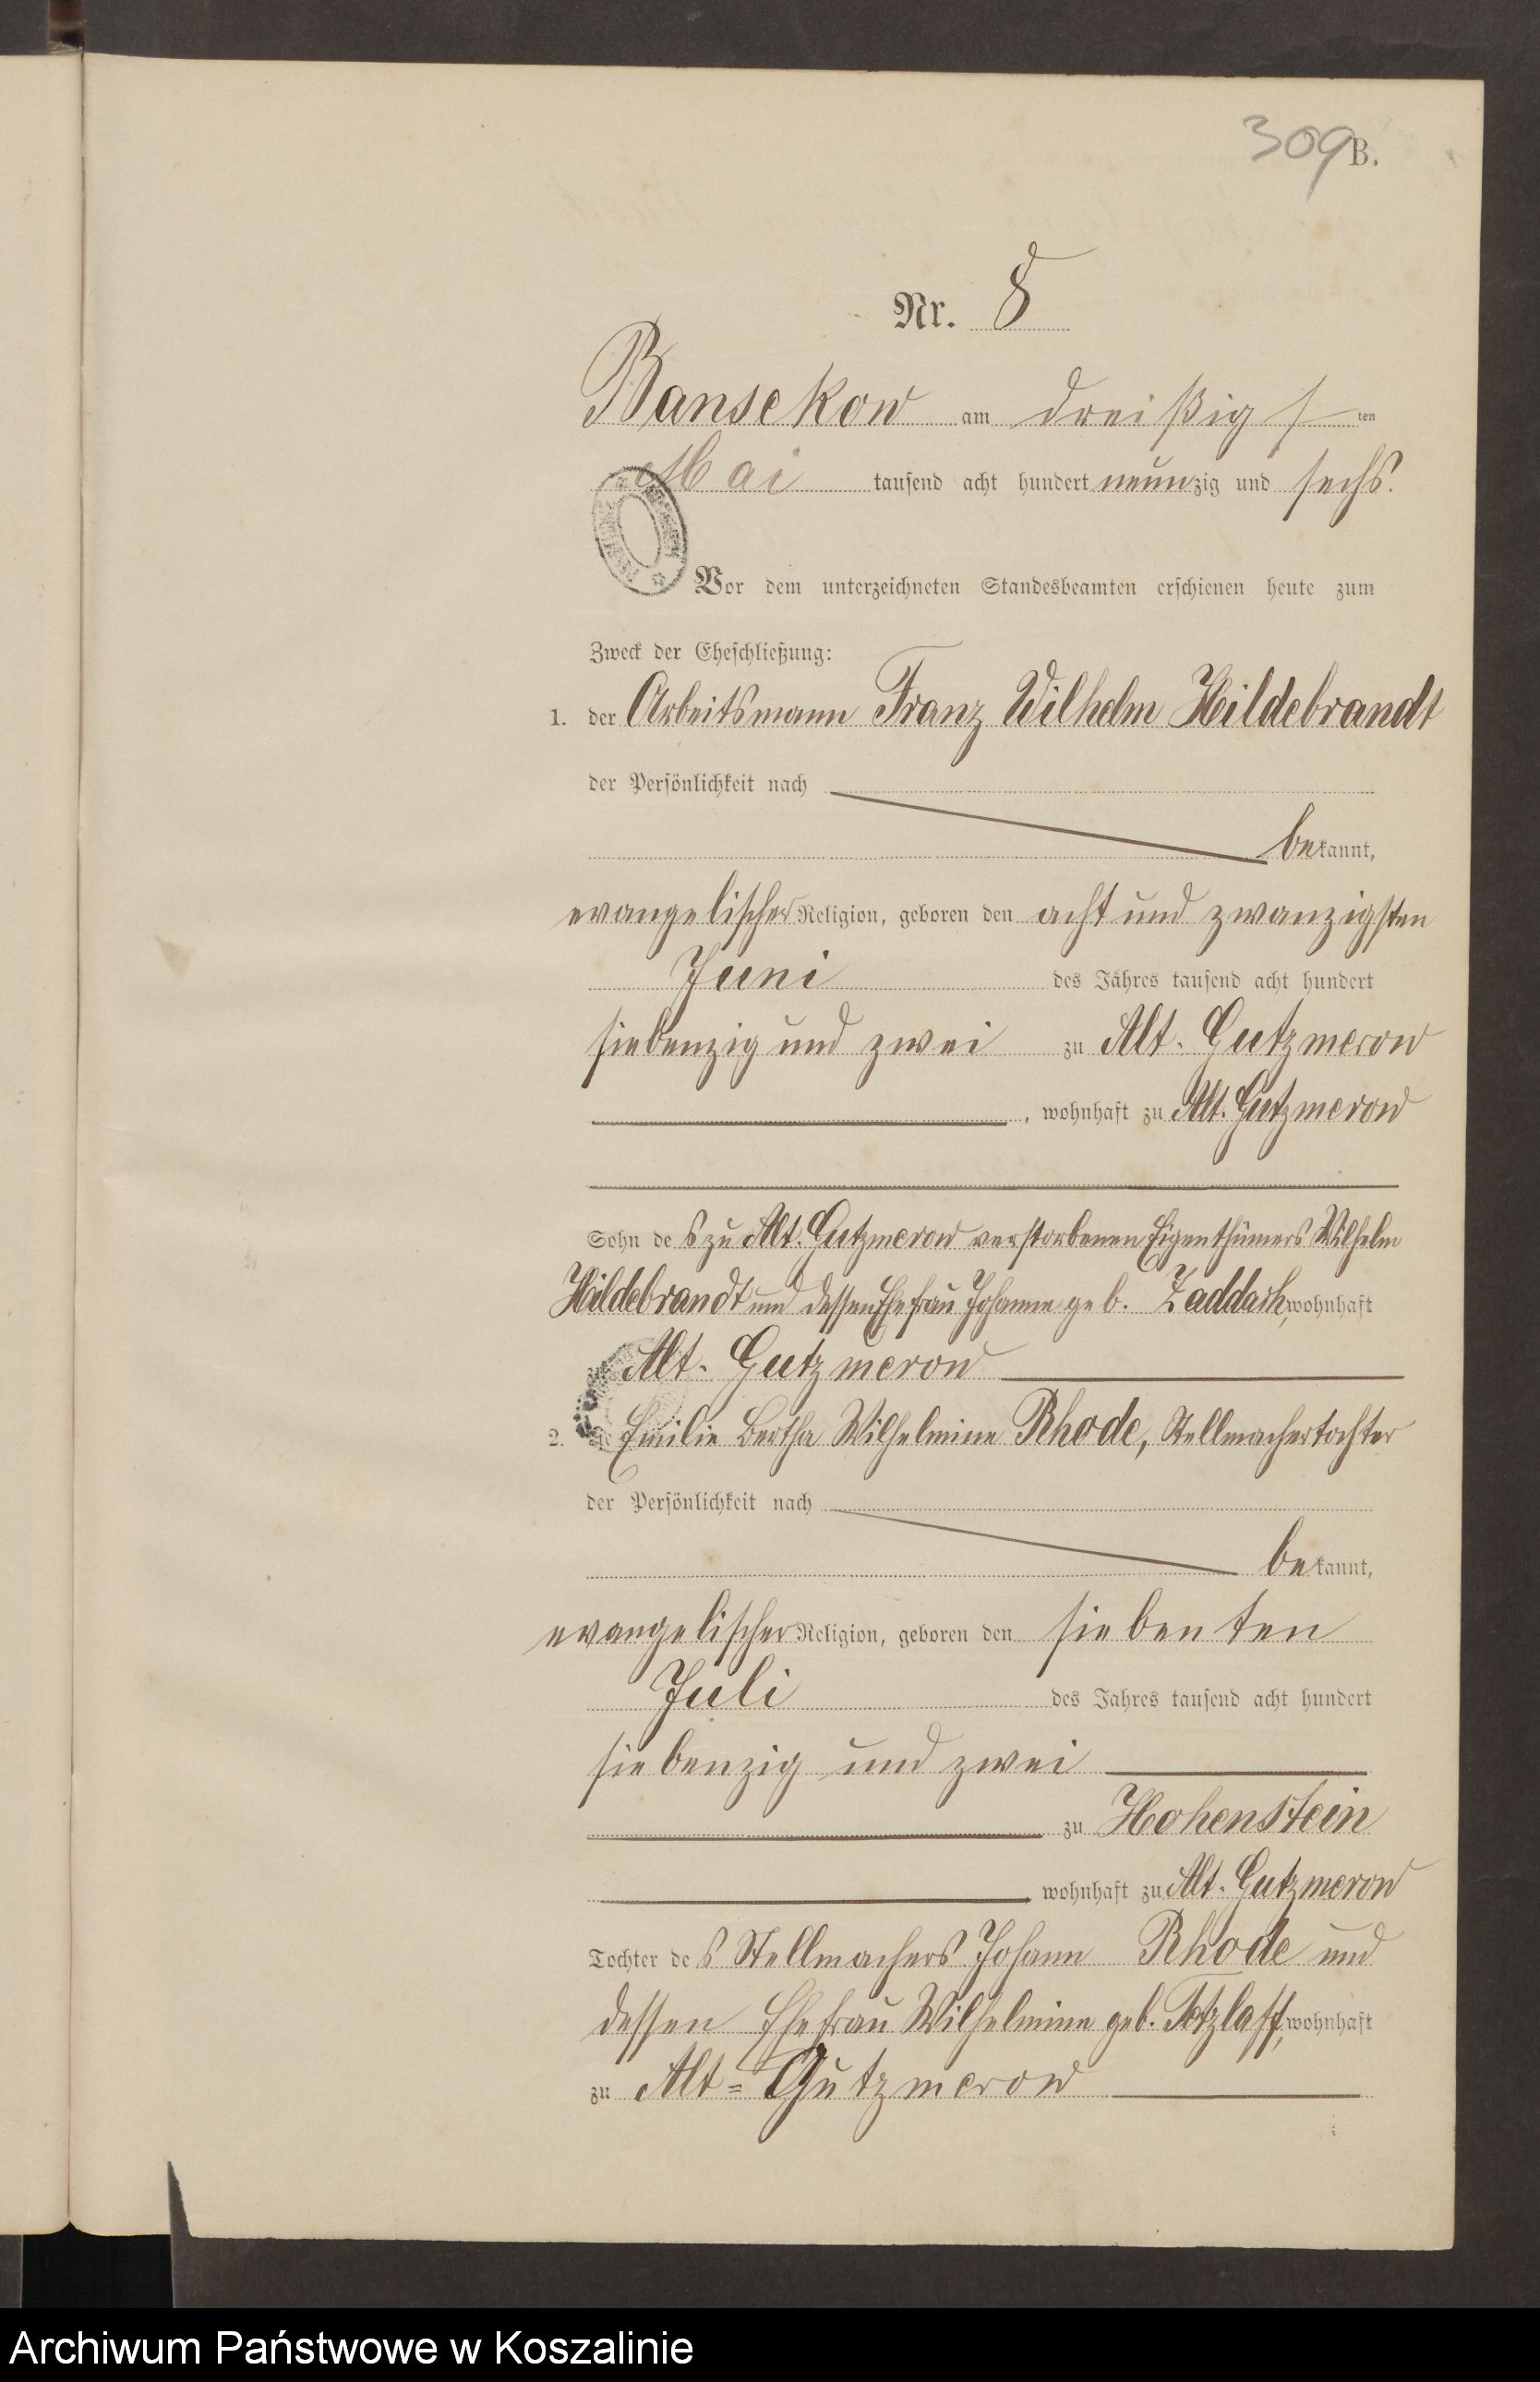 309 B.
Nr. 8
Bansekow am dreißigsten
Mai tausend acht hundert neunzig und sechs.
Vor dem unterzeichneten Standesbeamten erschienen heute zum
Zweck der Eheschließung:
1. der Arbeitsmann Franz Wilhelm Hildebrandt
der Persönlichkeit nach
bekannt,
evangelischer Religion, geboren den acht und zwanzigsten
Juni des Jahres tausend acht hundert
siebenzig und zwei zu Alt. Gutzmerow
, wohnhaft zu Alt. Gutzmerow
Sohn des zu Alt. Gutzmerow verstorbenen Eigenthümers Wilhelm
Hildebrandt und dessen Ehefrau Johanne geb. Zaddach, wohnhaft
Alt. Gutzmerow
2. Emilie Bertha Wilhelmine Rhode, Stellmachertochter
der Persönlichkeit nach
bekannt,
evangelischer Religion, geboren den siebenten
Juli des Jahres tausend acht hundert
siebenzig und zwei
zu Hohenstein
wohnhaft zu Alt. Gutzmerow
Tochter des Stellmachers Johann Rhode und
dessen Ehefrau Wilhelmine geb. Tetzlaff, wohnhaft
zu Alt=Gutzmerow
Archiwum Państwowe w Koszalinie